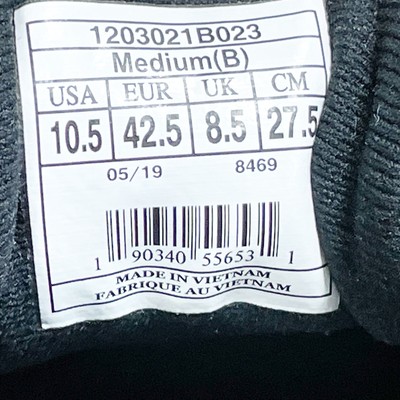 1203021B023
Medium(B)
USA EUR UK CM
10.5 42.5 8.5 27.5
05/19 8469
1 90340 55653 1
MADE IN VIETNAM
FABRIQUE AU VIETNAM